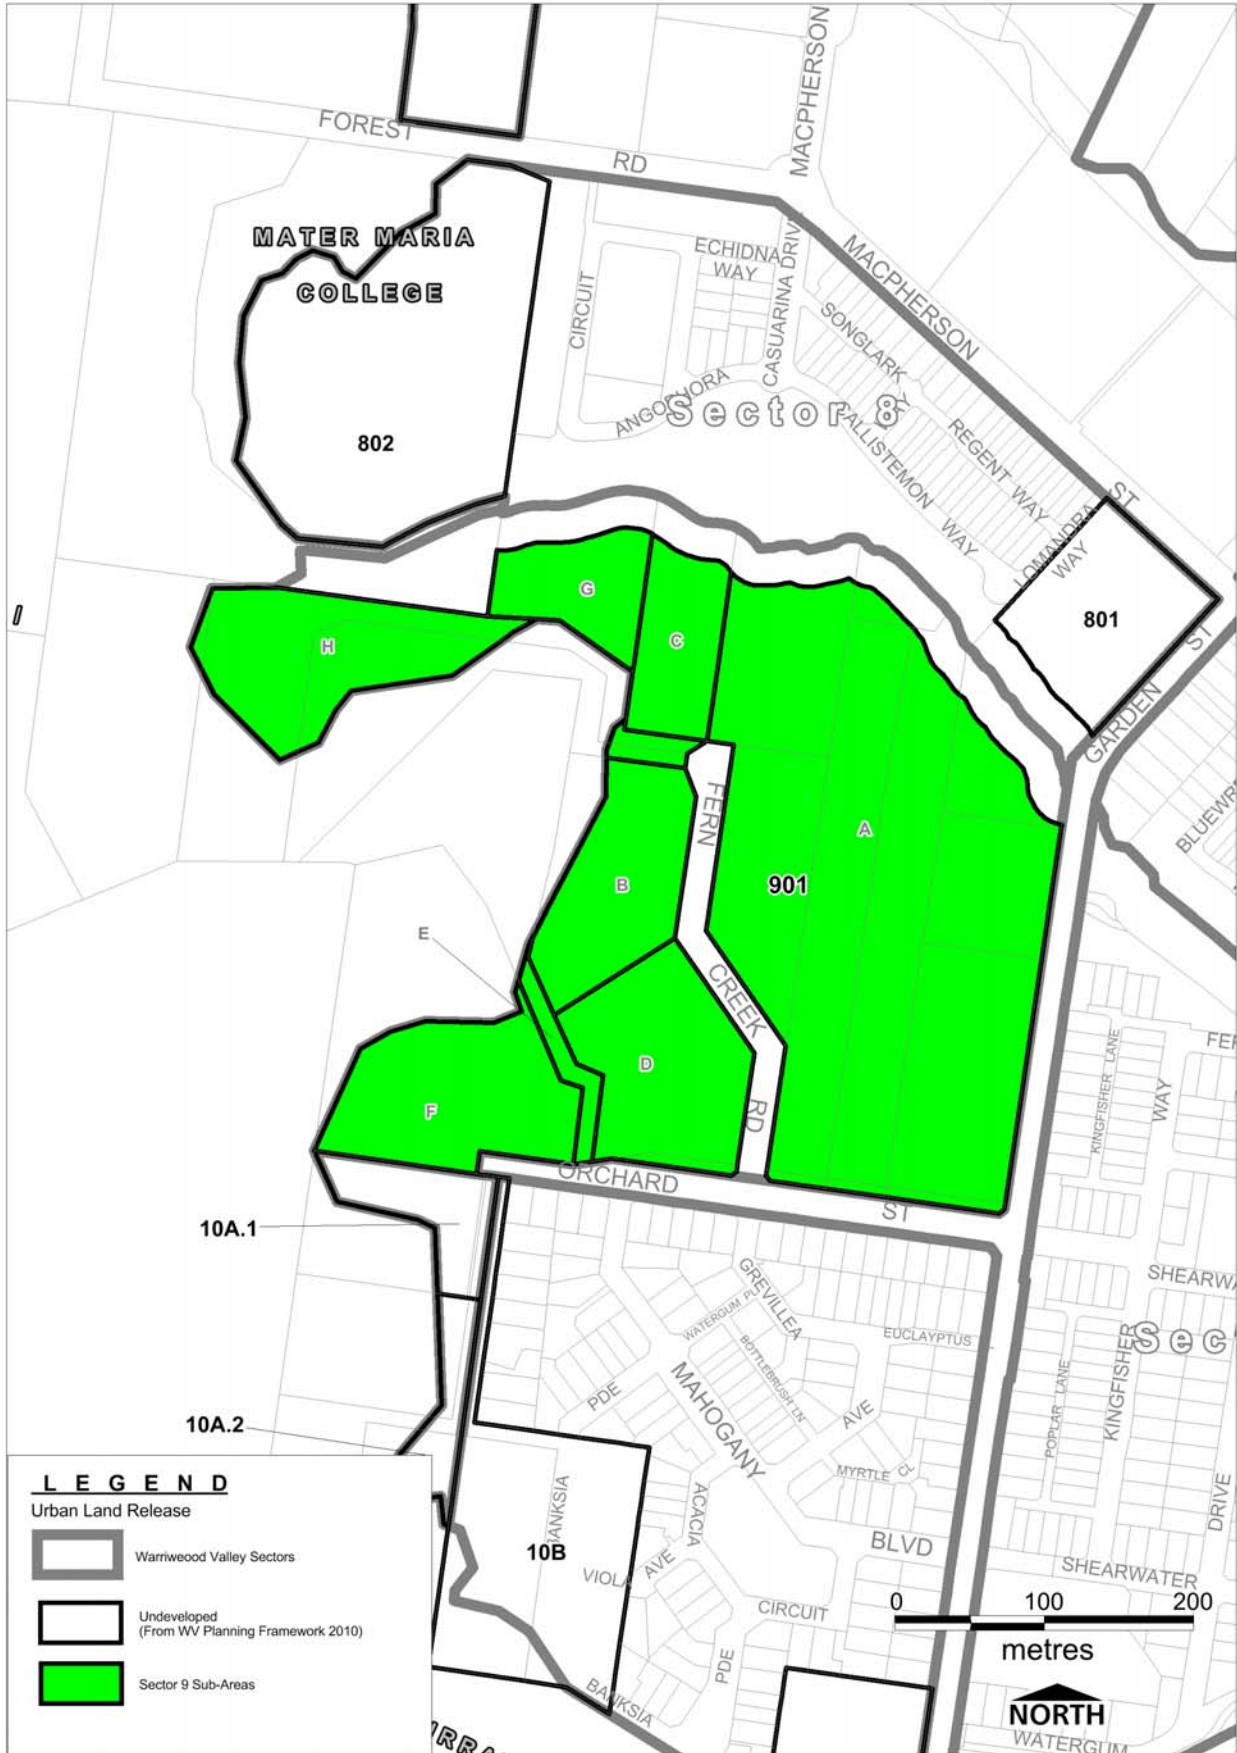 FOREST
RD
MACPHERSON
MATER MARIA
COLLEGE
802
CIRCUIT
ECHIDNA
WAY
CASUARINA DRIVE
ANGOPHORA
Sector 8
MACPHERSON
ST
SONGLARK
REGENT WAY
CALLISTEMON WAY
LOMANDRA
WAY
801
GARDEN
ST
BLUEWR
G
C
H
A
B
901
E
D
F
FERN
CREEK
RD
ORCHARD
ST
KINGFISHER LANE
WAY
FER
10A.1
10A.2
SHEARWA
Sec
GREVILLEA
WATERGUM PL
BOTTLEBRUSH LN
EUCLAYPTUS
MAHOGANY
BLVD
PDE
AVE
MYRTLE CL
POPLAR LANE
KINGFISHER
DRIVE
SHEARWATER
ACACIA
CIRCUIT
BANKSIA
10B
VIOLA AVE
PDE
BANKSIA
WATERGUM
LEGEND
Urban Land Release
Warriweood Valley Sectors
Undeveloped
(From WV Planning Framework 2010)
Sector 9 Sub-Areas
0 100 200
metres
NORTH